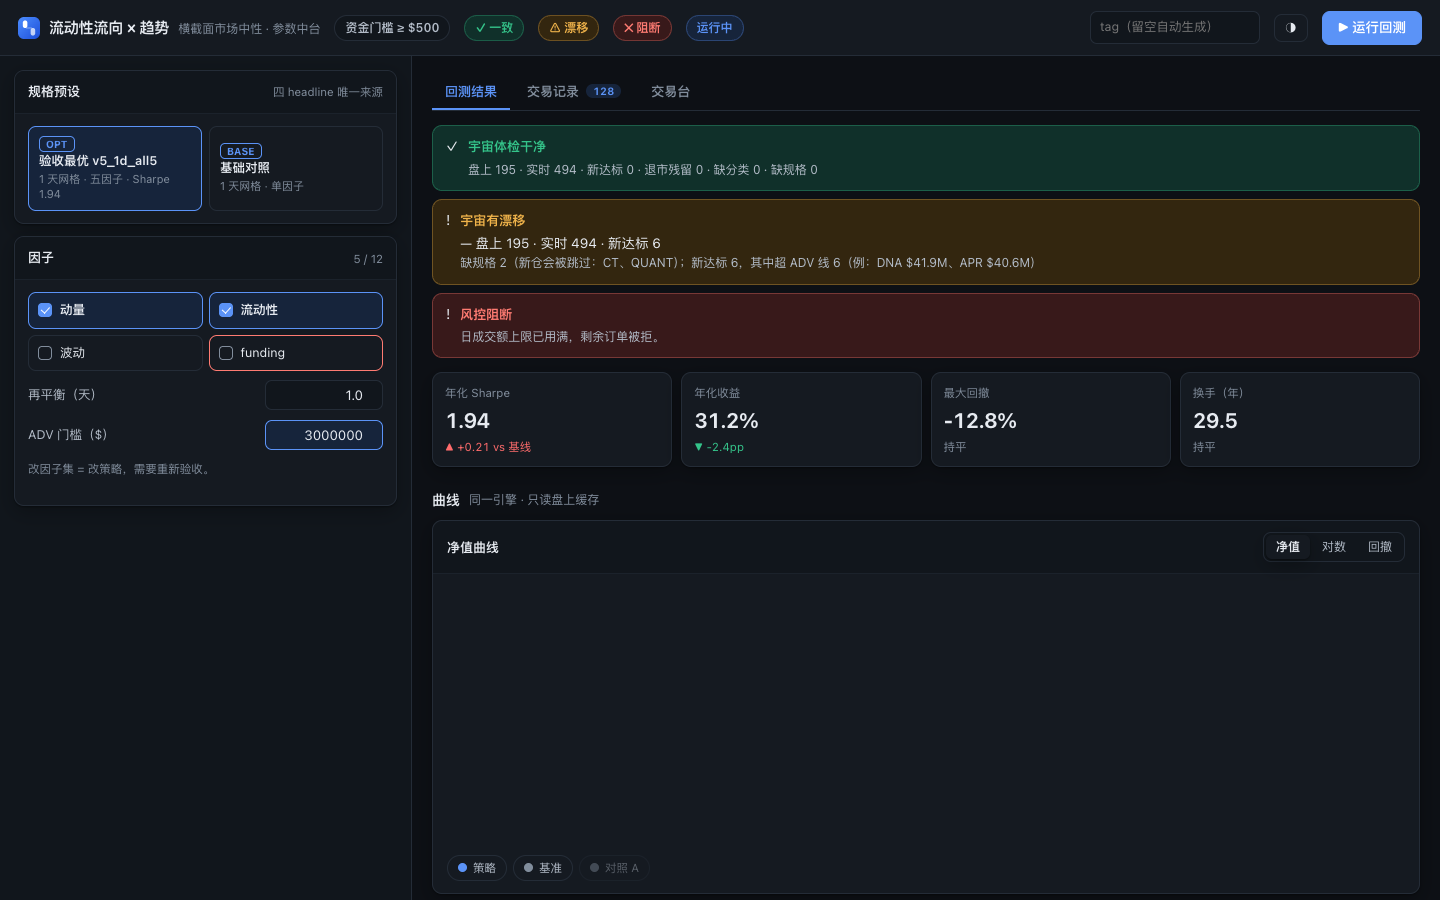 流动性流向 × 趋势
横截面市场中性 · 参数中台
资金门槛 ≥ $500
✓ 一致
⚠ 漂移
✕ 阻断
运行中
tag（留空自动生成）
▶ 运行回测
规格预设
四 headline 唯一来源
OPT
验收最优 v5_1d_all5
1 天网格 · 五因子 · Sharpe
1.94
BASE
基础对照
1 天网格 · 单因子
因子
5 / 12
动量
流动性
波动
funding
再平衡（天）
1.0
ADV 门槛（$）
3000000
改因子集 = 改策略，需要重新验收。
回测结果
交易记录 128
交易台
✓ 宇宙体检干净
盘上 195 · 实时 494 · 新达标 0 · 退市残留 0 · 缺分类 0 · 缺规格 0
! 宇宙有漂移
— 盘上 195 · 实时 494 · 新达标 6
缺规格 2（新仓会被跳过：CT、QUANT）；新达标 6，其中超 ADV 线 6（例：DNA $41.9M、APR $40.6M）
! 风控阻断
日成交额上限已用满，剩余订单被拒。
年化 Sharpe
1.94
▲ +0.21 vs 基线
年化收益
31.2%
▼ -2.4pp
最大回撤
-12.8%
持平
换手（年）
29.5
持平
曲线
同一引擎 · 只读盘上缓存
净值曲线
净值
对数
回撤
策略
基准
对照 A